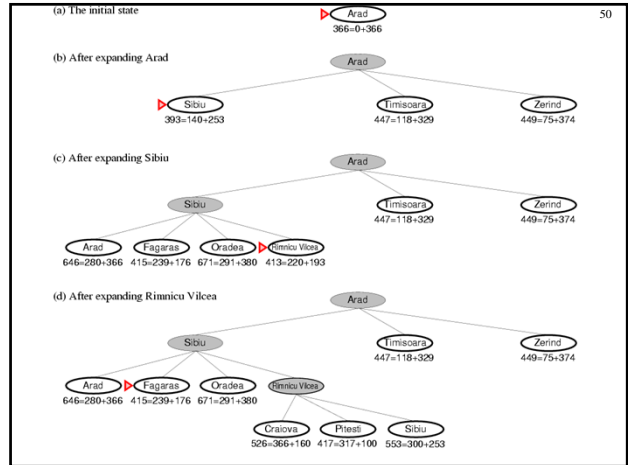 (a) The initial state
Arad
50
366=0+366
(b) After expanding Arad
Arad
Sibiu
Timisoara
Zerind
393=140+253
447=118+329
449=75+374
(c) After expanding Sibiu
Arad
Sibiu
Timisoara
Zerind
447=118+329
449=75+374
Arad
Fagaras
Oradea
Rimnicu Vilcea
646=280+366
415=239+176
671=291+380
413=220+193
(d) After expanding Rimnicu Vilcea
Arad
Sibiu
Timisoara
Zerind
447=118+329
449=75+374
Arad
Fagaras
Oradea
Rimnicu Vilcea
646=280+366
415=239+176
671=291+380
Craiova
Pitesti
Sibiu
526=366+160
417=317+100
553=300+253